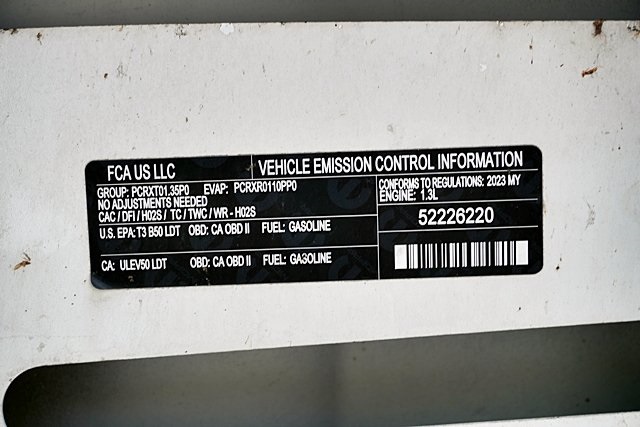 FCA US LLC
VEHICLE EMISSION CONTROL INFORMATION
GROUP: PCRXT01.35P0 EVAP: PCRXR0110PP0
NO ADJUSTMENTS NEEDED
CAC / DFI / H02S / TC / TWC / WR - H02S
U.S. EPA: T3 B50 LDT OBD: CA OBD II FUEL: GASOLINE
CA: ULEV50 LDT OBD: CA OBD II FUEL: GASOLINE
CONFORMS TO REGULATIONS: 2023 MY
ENGINE: 1.3L
52226220